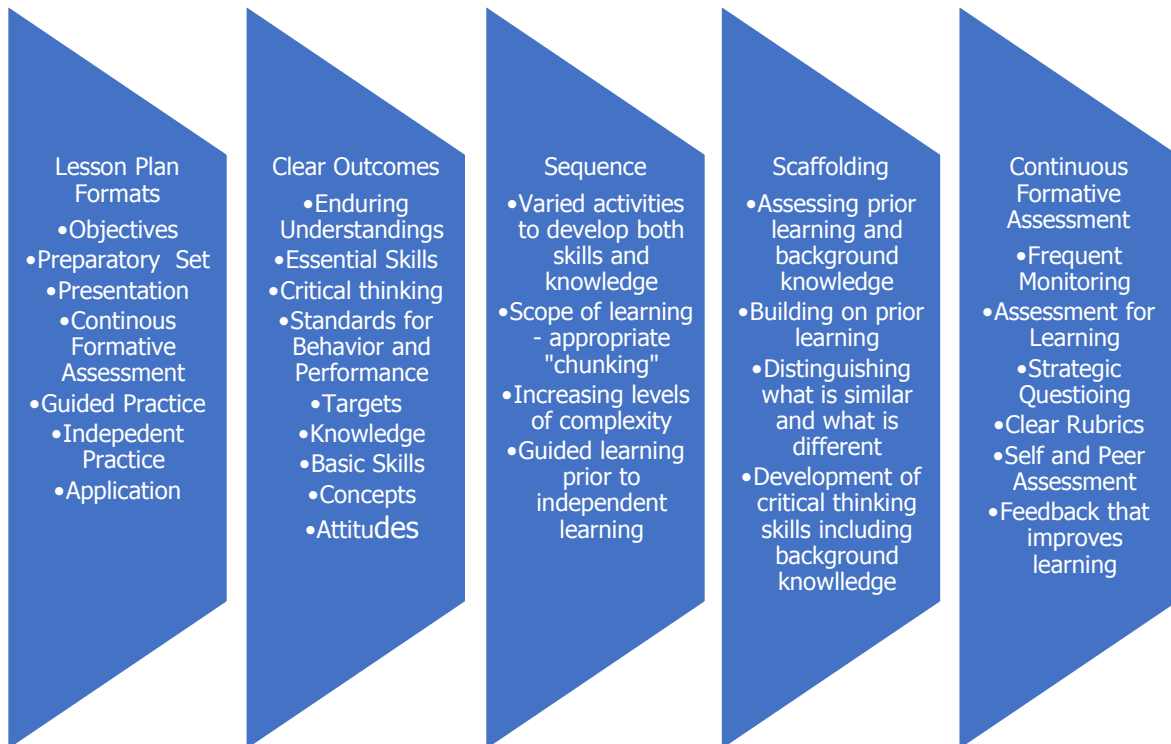 Lesson Plan
Formats
•Objectives
•Preparatory Set
•Presentation
•Continous
Formative
Assessment
•Guided Practice
•Indepedent
Practice
•Application
Clear Outcomes
•Enduring
Understandings
•Essential Skills
•Critical thinking
•Standards for
Behavior and
Performance
•Targets
•Knowledge
•Basic Skills
•Concepts
•Attitudes
Sequence
•Varied activities
to develop both
skills and
knowledge
•Scope of learning
- appropriate
"chunking"
•Increasing levels
of complexity
•Guided learning
prior to
independent
learning
Scaffolding
•Assessing prior
learning and
background
knowledge
•Building on prior
learning
•Distinguishing
what is similar
and what is
different
•Development of
critical thinking
skills including
background
knowlledge
Continuous
Formative
Assessment
•Frequent
Monitoring
•Assessment for
Learning
•Strategic
Questioing
•Clear Rubrics
•Self and Peer
Assessment
•Feedback that
improves
learning